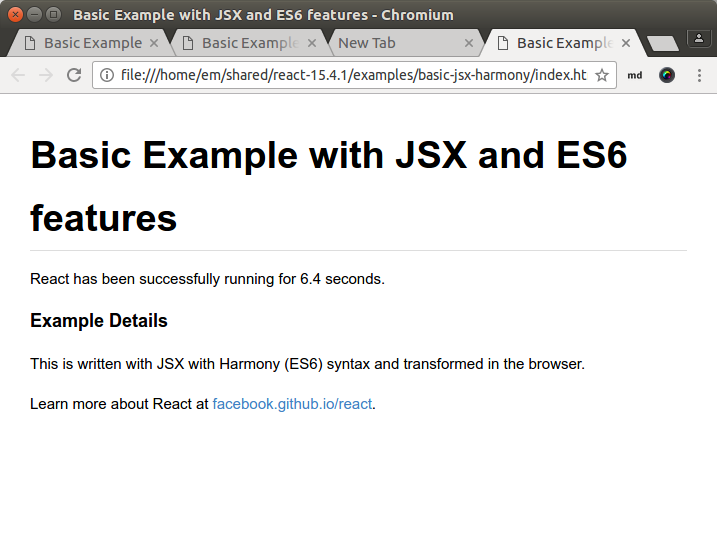 Basic Example with JSX and ES6 features - Chromium
Basic Example
Basic Example
New Tab
Basic Example
file:///home/em/shared/react-15.4.1/examples/basic-jsx-harmony/index.ht
md
Basic Example with JSX and ES6
features
React has been successfully running for 6.4 seconds.
Example Details
This is written with JSX with Harmony (ES6) syntax and transformed in the browser.
Learn more about React at facebook.github.io/react.